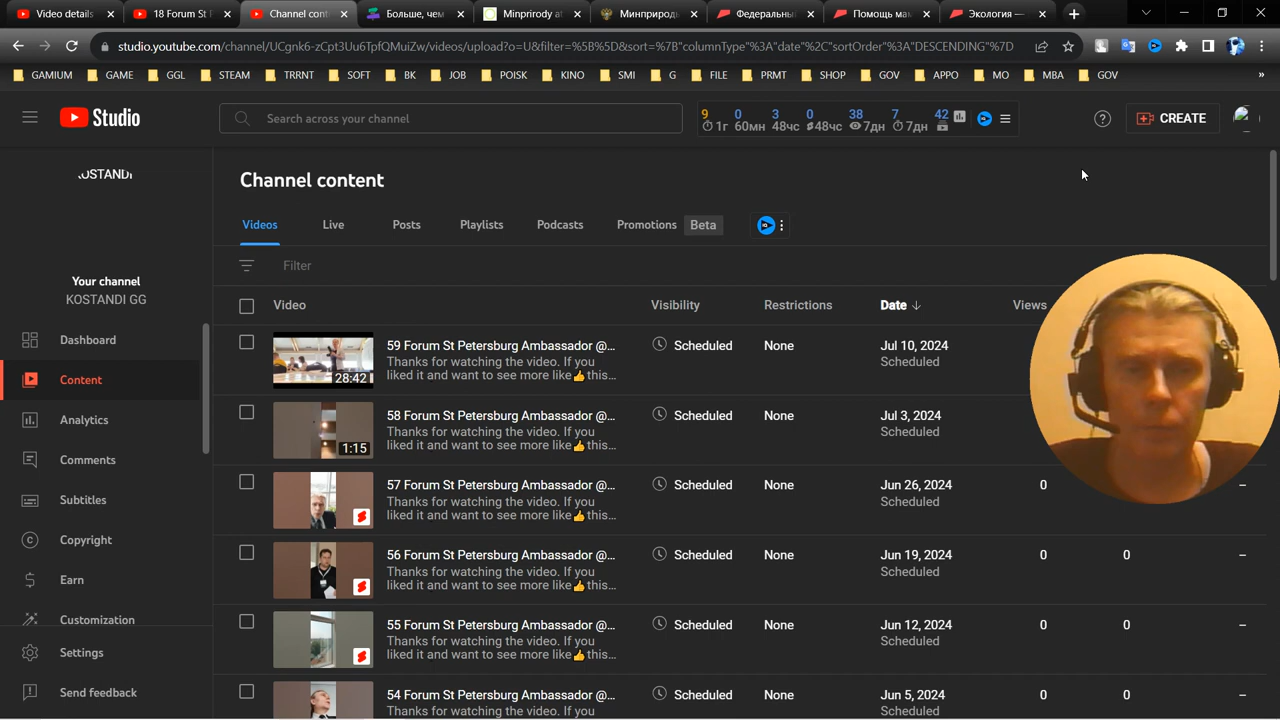 Video details
18 Forum St
Channel cont
Больше, чем
Minprirody at
Минприродь
Федеральныі
Помощь мам
Экология —
studio.youtube.com/channel/UCgnk6-zCpt3Uu6TpfQMuiZw/videos/upload?o=U&filter=%5B%5D&sort=%7B"columnType"%3A"date"%2C"sortOrder"%3A"DESCENDING"%7D
GAMIUM GAME GGL STEAM TRRNT SOFT BK JOB POISK KINO SMI G FILE PRMT SHOP GOV APPO MO MBA GOV »
Studio
Search across your channel
9 0 3 0 38 7 42
1г 60мн 48чс 48чс 7дн 7дн
CREATE
Channel content
Videos Live Posts Playlists Podcasts Promotions Beta
Filter
Video Visibility Restrictions Date Views
Your channel
KOSTANDI GG
Dashboard
Content
Analytics
Comments
Subtitles
Copyright
Earn
Customization
Settings
Send feedback
28:42
59 Forum St Petersburg Ambassador @...
Thanks for watching the video. If you
liked it and want to see more like👍this...
Scheduled None Jul 10, 2024
Scheduled
1:15
58 Forum St Petersburg Ambassador @...
Thanks for watching the video. If you
liked it and want to see more like👍this...
Scheduled None Jul 3, 2024
Scheduled
57 Forum St Petersburg Ambassador @...
Thanks for watching the video. If you
liked it and want to see more like👍this...
Scheduled None Jun 26, 2024 0 –
Scheduled
56 Forum St Petersburg Ambassador @...
Thanks for watching the video. If you
liked it and want to see more like👍this...
Scheduled None Jun 19, 2024 0 0 –
Scheduled
55 Forum St Petersburg Ambassador @...
Thanks for watching the video. If you
liked it and want to see more like👍this...
Scheduled None Jun 12, 2024 0 0 –
Scheduled
54 Forum St Petersburg Ambassador @...
Thanks for watching the video. If you
Scheduled None Jun 5, 2024 0 0 –
Scheduled